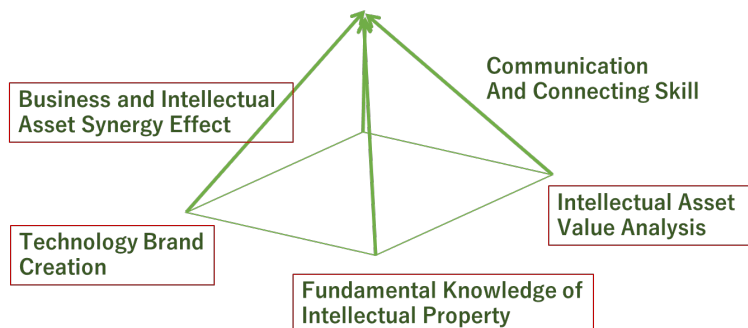 Communication
And Connecting Skill
Business and Intellectual
Asset Synergy Effect
Intellectual Asset
Value Analysis
Technology Brand
Creation
Fundamental Knowledge of
Intellectual Property